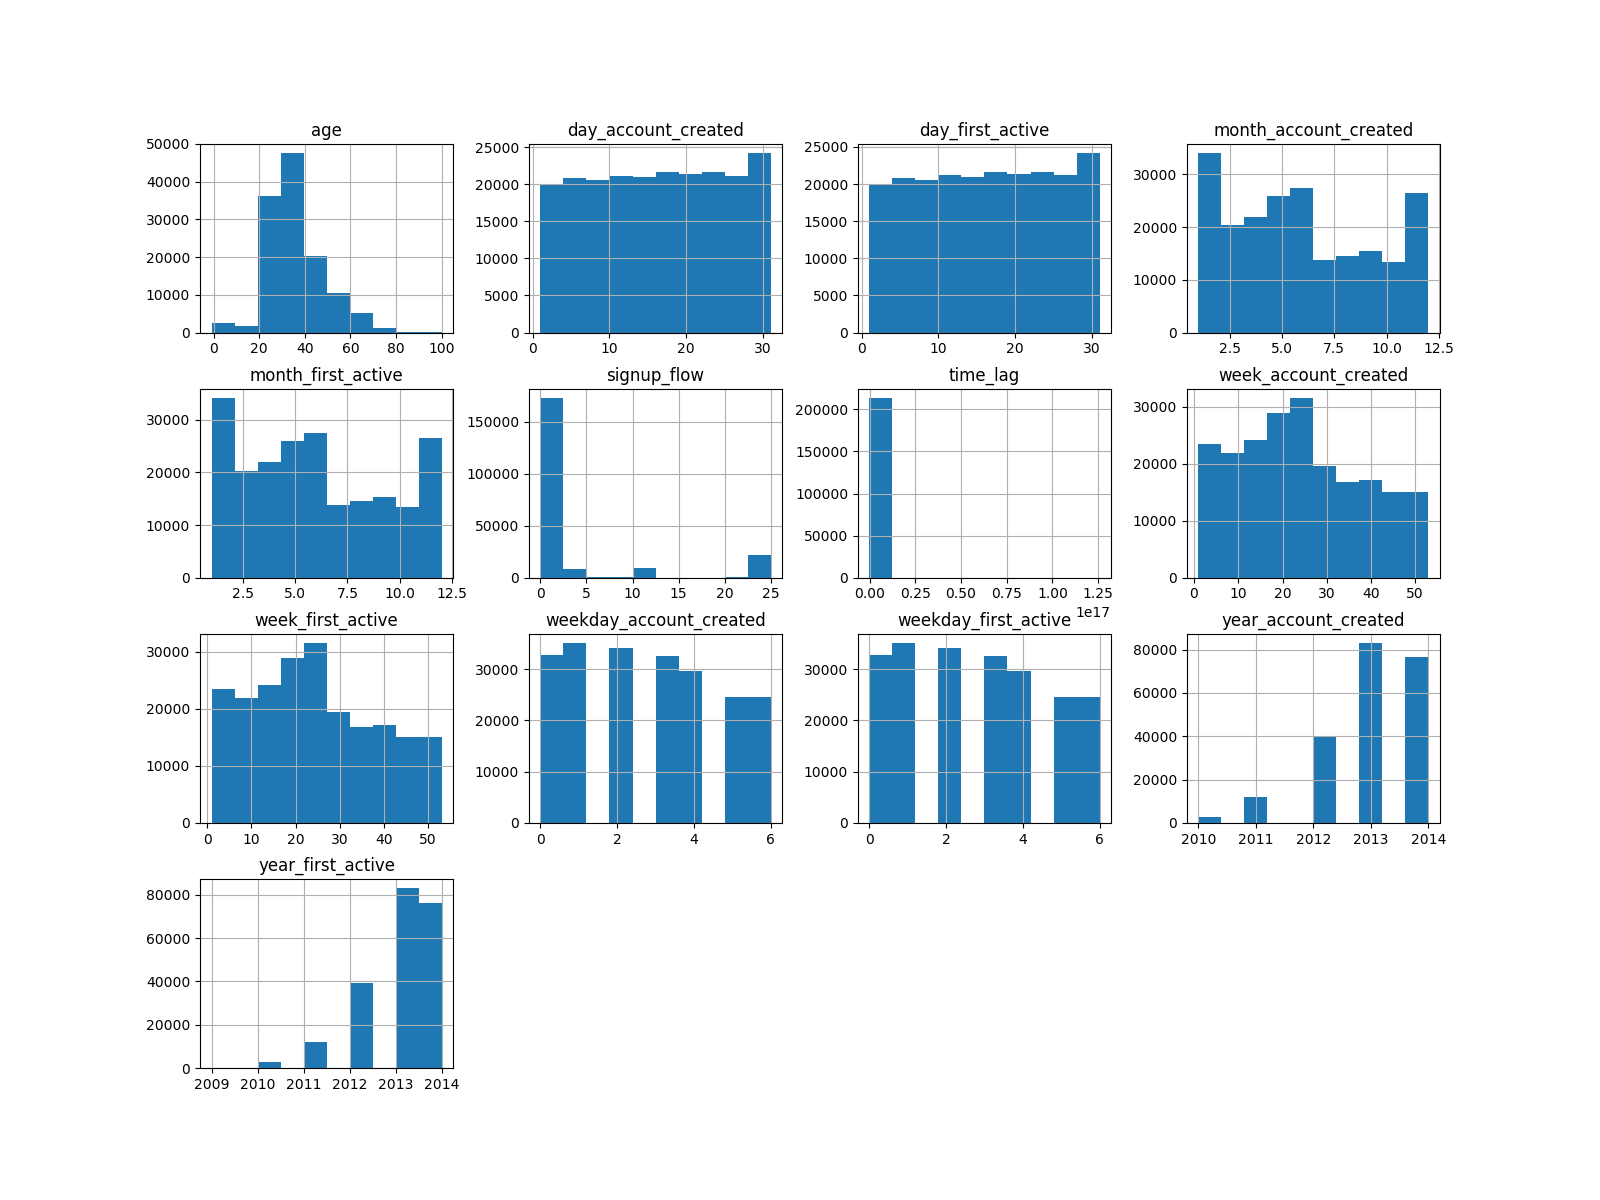 age
50000
40000
30000
20000
10000
0
0 20 40 60 80 100
day_account_created
25000
20000
15000
10000
5000
0
0 10 20 30
day_first_active
25000
20000
15000
10000
5000
0
0 10 20 30
month_account_created
30000
20000
10000
0
2.5 5.0 7.5 10.0 12.5
month_first_active
30000
20000
10000
0
2.5 5.0 7.5 10.0 12.5
signup_flow
150000
100000
50000
0
0 5 10 15 20 25
time_lag
200000
150000
100000
50000
0
0.00 0.25 0.50 0.75 1.00 1.25
1e17
week_account_created
30000
20000
10000
0
0 10 20 30 40 50
week_first_active
30000
20000
10000
0
0 10 20 30 40 50
weekday_account_created
30000
20000
10000
0
0 2 4 6
weekday_first_active
30000
20000
10000
0
0 2 4 6
year_account_created
80000
60000
40000
20000
0
2010 2011 2012 2013 2014
year_first_active
80000
60000
40000
20000
0
2009 2010 2011 2012 2013 2014